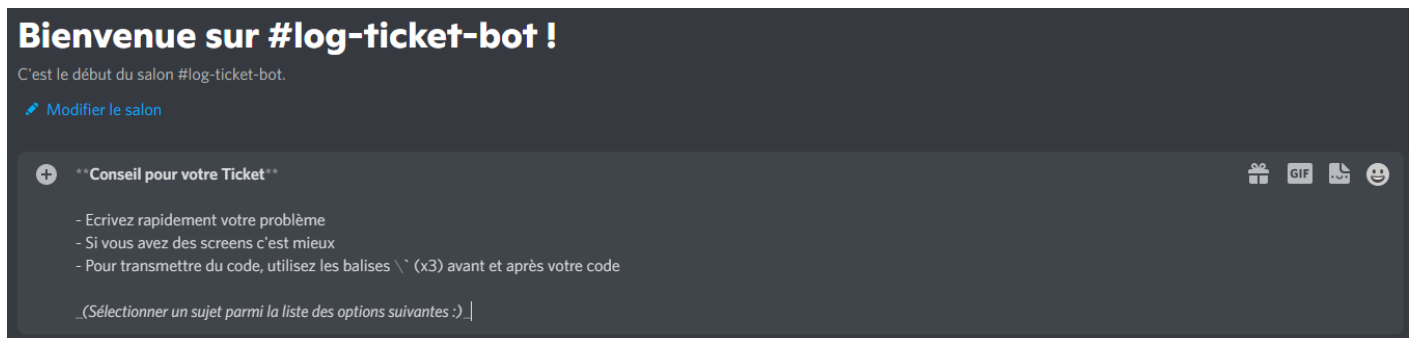 Bienvenue sur #log-ticket-bot !
C'est le début du salon #log-ticket-bot.
Modifier le salon
**Conseil pour votre Ticket**
GIF
- Ecrivez rapidement votre problème
- Si vous avez des screens c'est mieux
- Pour transmettre du code, utilisez les balises \` (x3) avant et après votre code
_(Sélectionner un sujet parmi la liste des options suivantes :)_